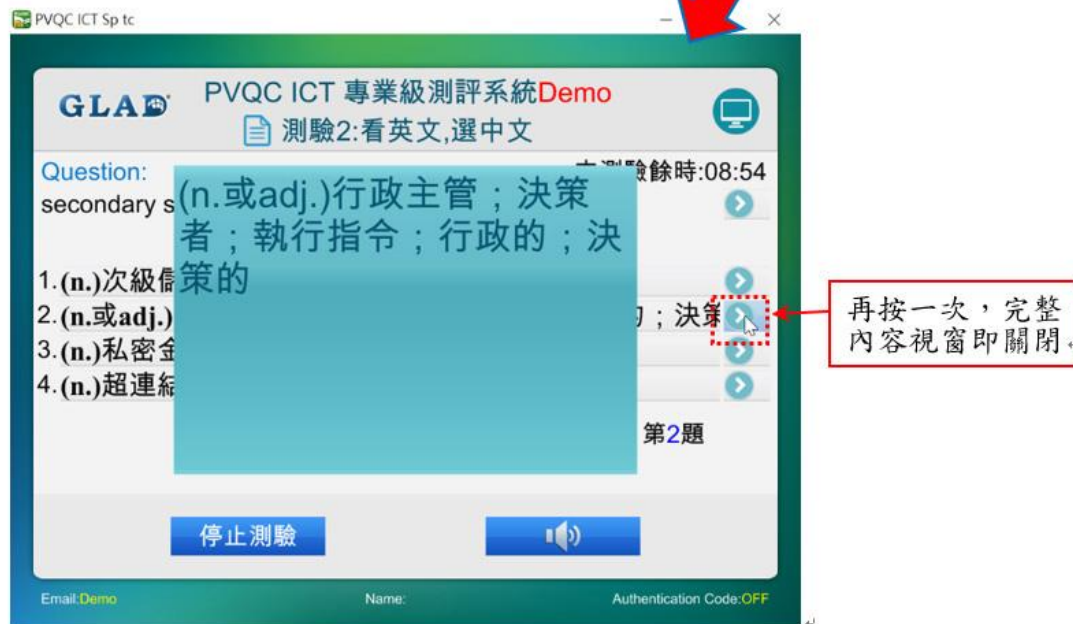 PVQC ICT Sp tc
GLAD
PVQC ICT 專業級測評系統Demo
測驗2:看英文,選中文
Question:
測驗餘時:08:54
secondary s
(n.或adj.)行政主管；決策
者；執行指令；行政的；決
策的
1.(n.)次級儲
2.(n.或adj.)
；決策
3.(n.)私密金
4.(n.)超連結
第2題
停止測驗
Email:Demo
Name:
Authentication Code:OFF
再按一次，完整
內容視窗即關閉。